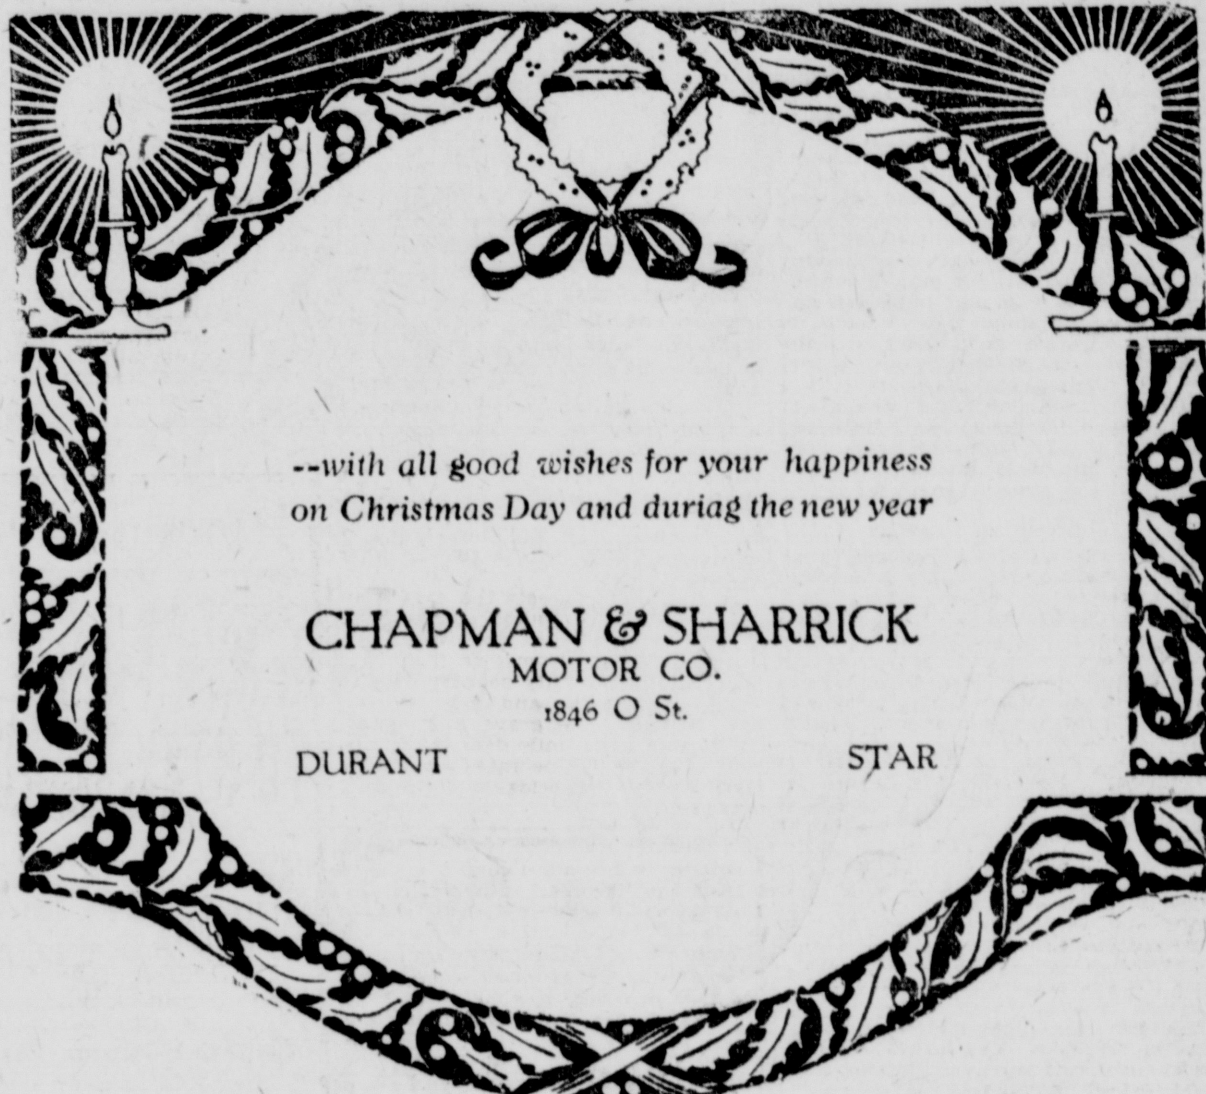 --with all good wishes for your happiness
on Christmas Day and duriag the new year
CHAPMAN & SHARRICK
MOTOR CO.
1846 O St.
DURANT STAR